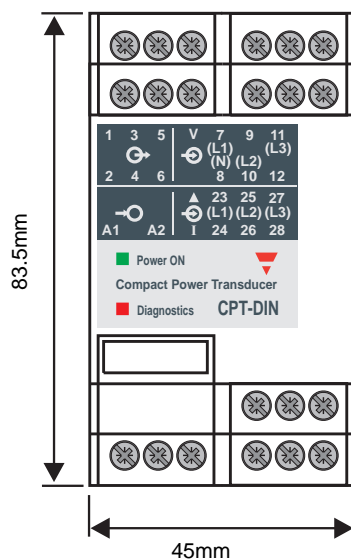 83.5mm
1 3 5 V 7 9 11
(L1) (L3)
(N) (L2)
2 4 6 8 10 12
▲ 23 25 27
(L1) (L2) (L3)
A1 A2 I 24 26 28
Power ON
Compact Power Transducer
Diagnostics CPT-DIN
45mm